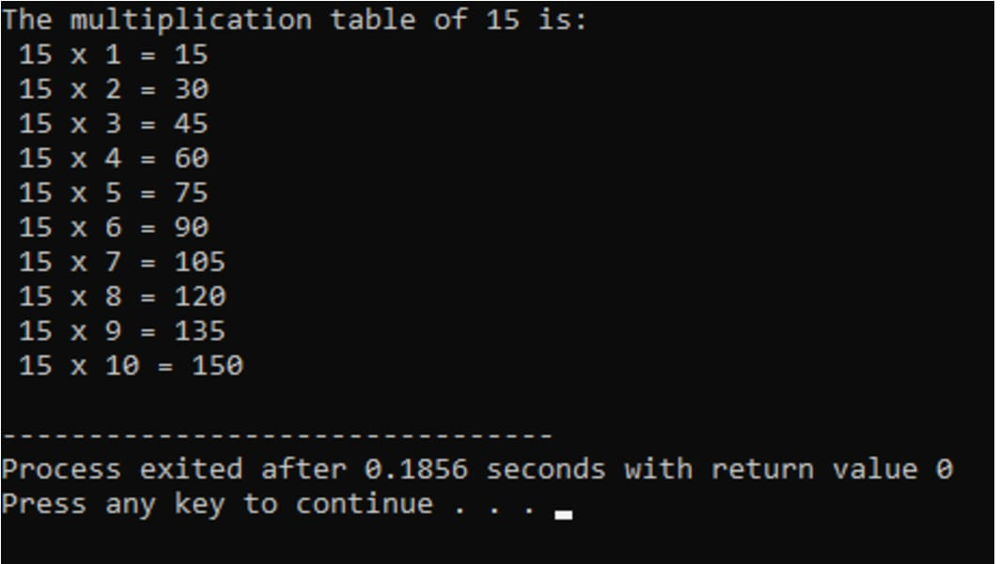 The multiplication table of 15 is:
15 x 1 = 15
15 x 2 = 30
15 x 3 = 45
15 x 4 = 60
15 x 5 = 75
15 x 6 = 90
15 x 7 = 105
15 x 8 = 120
15 x 9 = 135
15 x 10 = 150
--------------------------------
Process exited after 0.1856 seconds with return value 0
Press any key to continue . . .